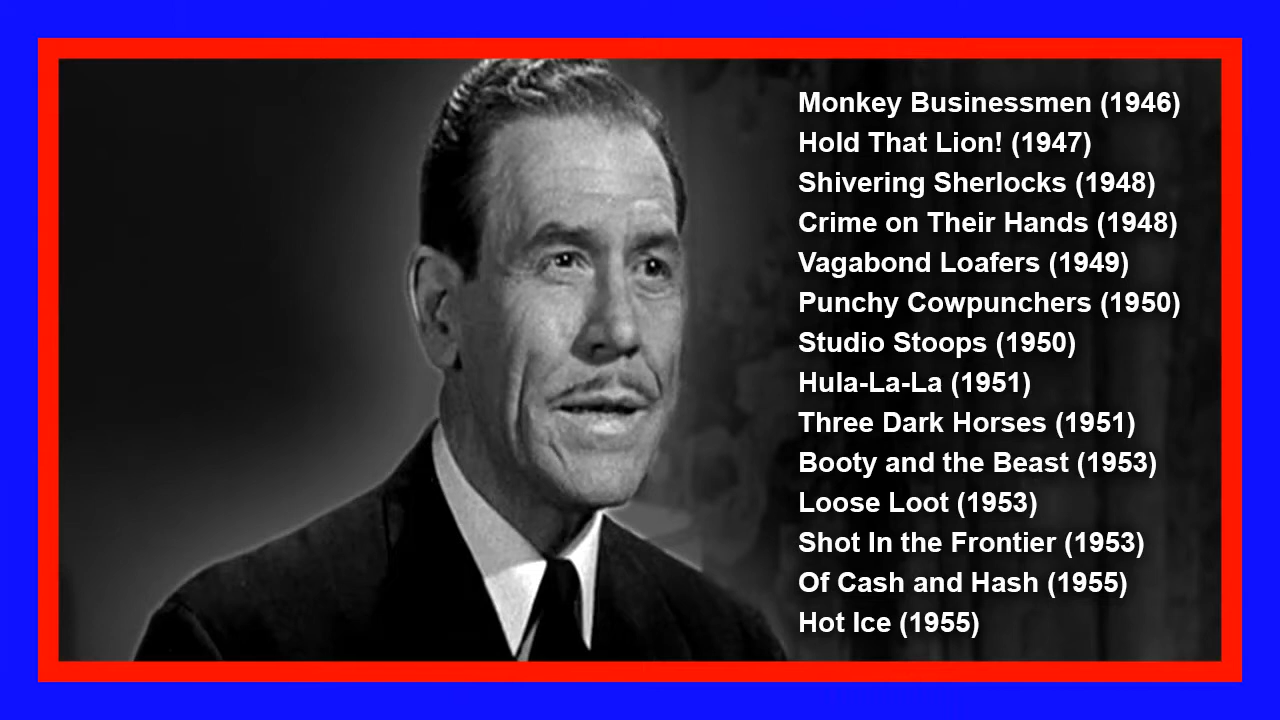 Monkey Businessmen (1946)
Hold That Lion! (1947)
Shivering Sherlocks (1948)
Crime on Their Hands (1948)
Vagabond Loafers (1949)
Punchy Cowpunchers (1950)
Studio Stoops (1950)
Hula-La-La (1951)
Three Dark Horses (1951)
Booty and the Beast (1953)
Loose Loot (1953)
Shot In the Frontier (1953)
Of Cash and Hash (1955)
Hot Ice (1955)